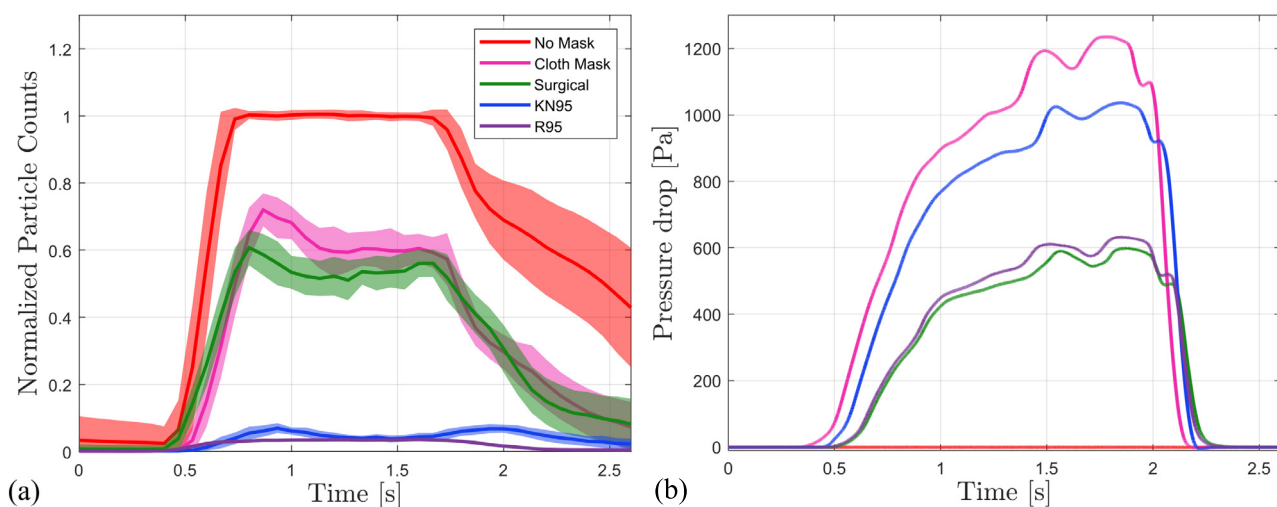 Normalized Particle Counts
1.2
1
0.8
0.6
0.4
0.2
0
0 0.5 1 1.5 2 2.5
Time [s]
No Mask
Cloth Mask
Surgical
KN95
R95
(a)
Pressure drop [Pa]
1200
1000
800
600
400
200
0
0 0.5 1 1.5 2 2.5
Time [s]
(b)